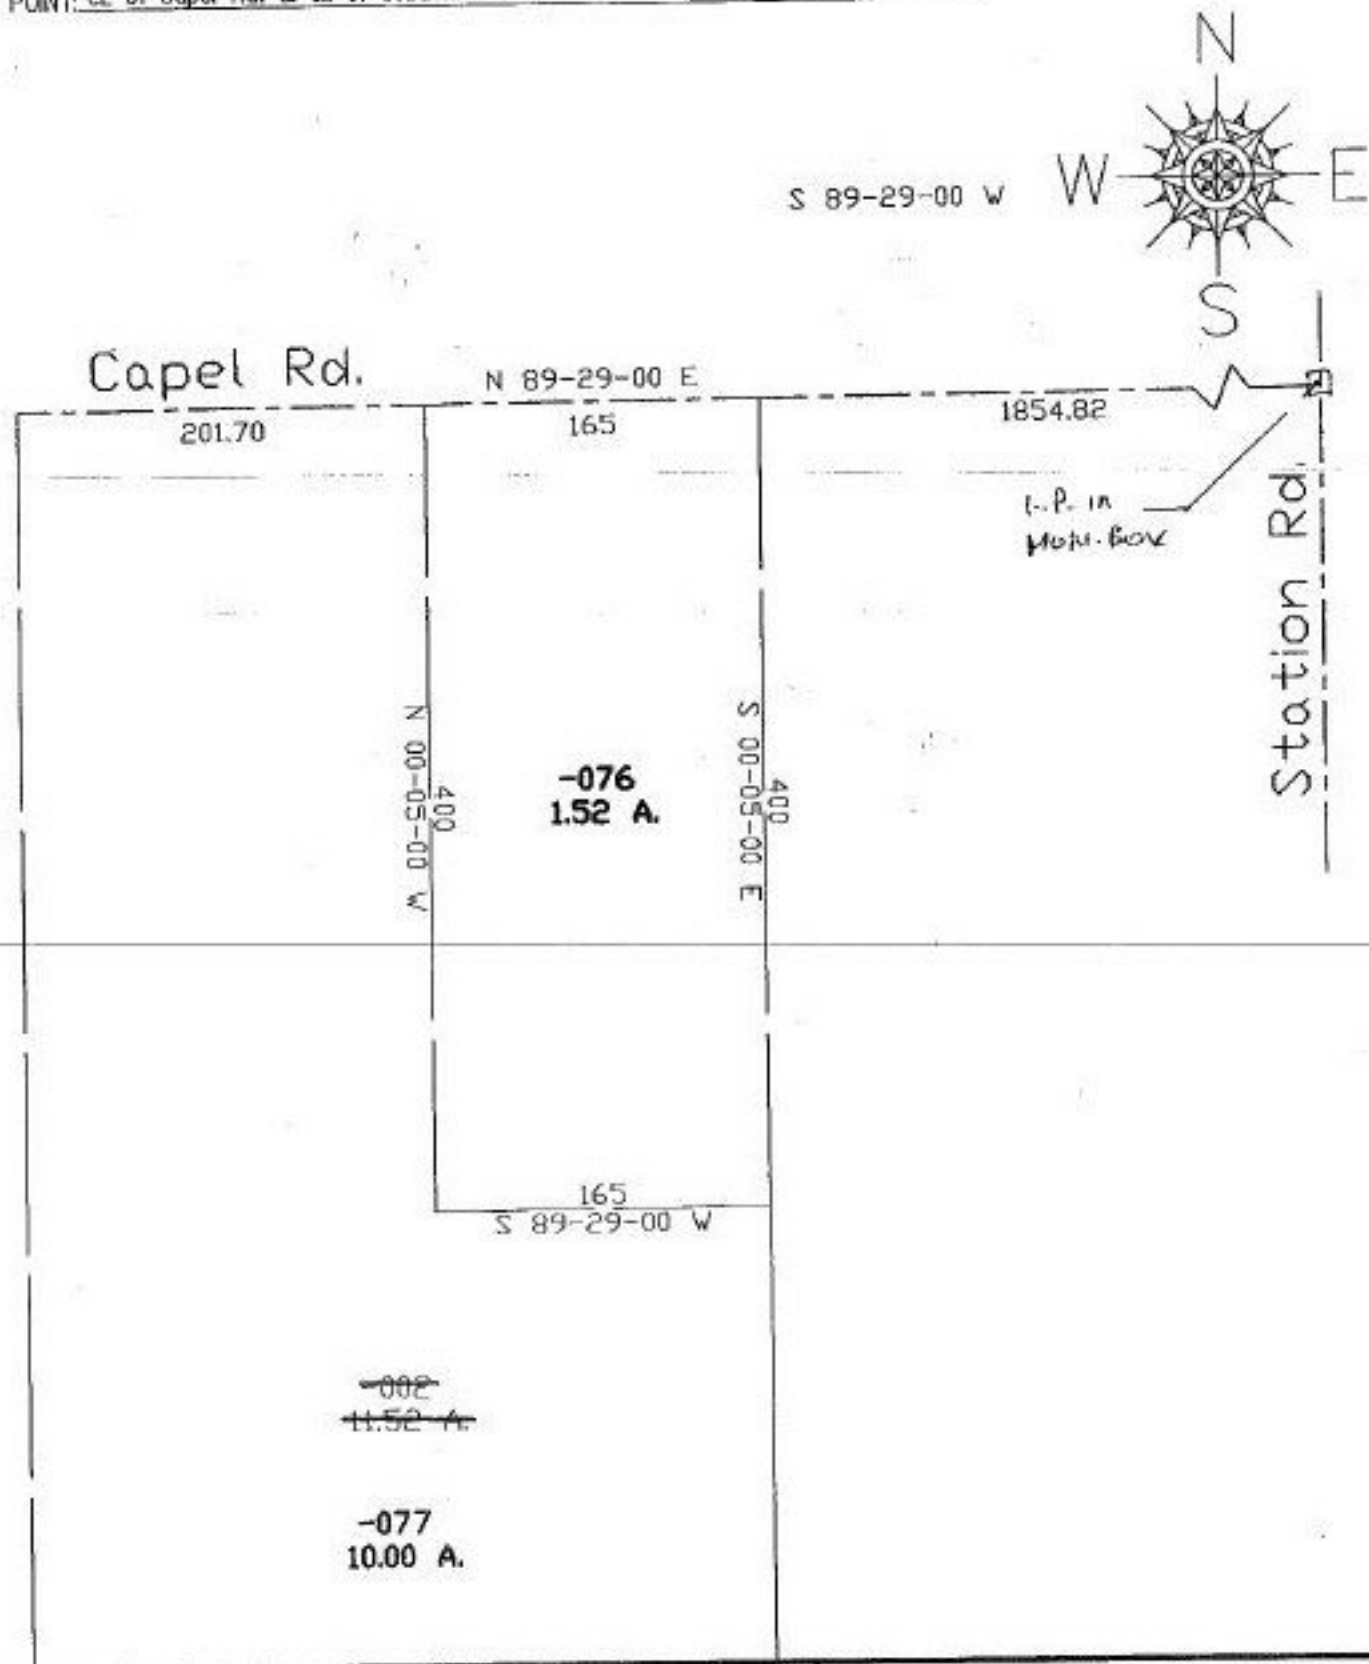 POINT:
N
S 89-29-00 W
W
E
S
Capel Rd.
N 89-29-00 E
201.70
165
1854.82
I.P. in
Mon. Box
Station Rd.
N 00-05-00 W
400
-076
1.52 A.
S 00-05-00 E
400
165
S 89-29-00 W
-002
11.52 A.
-077
10.00 A.